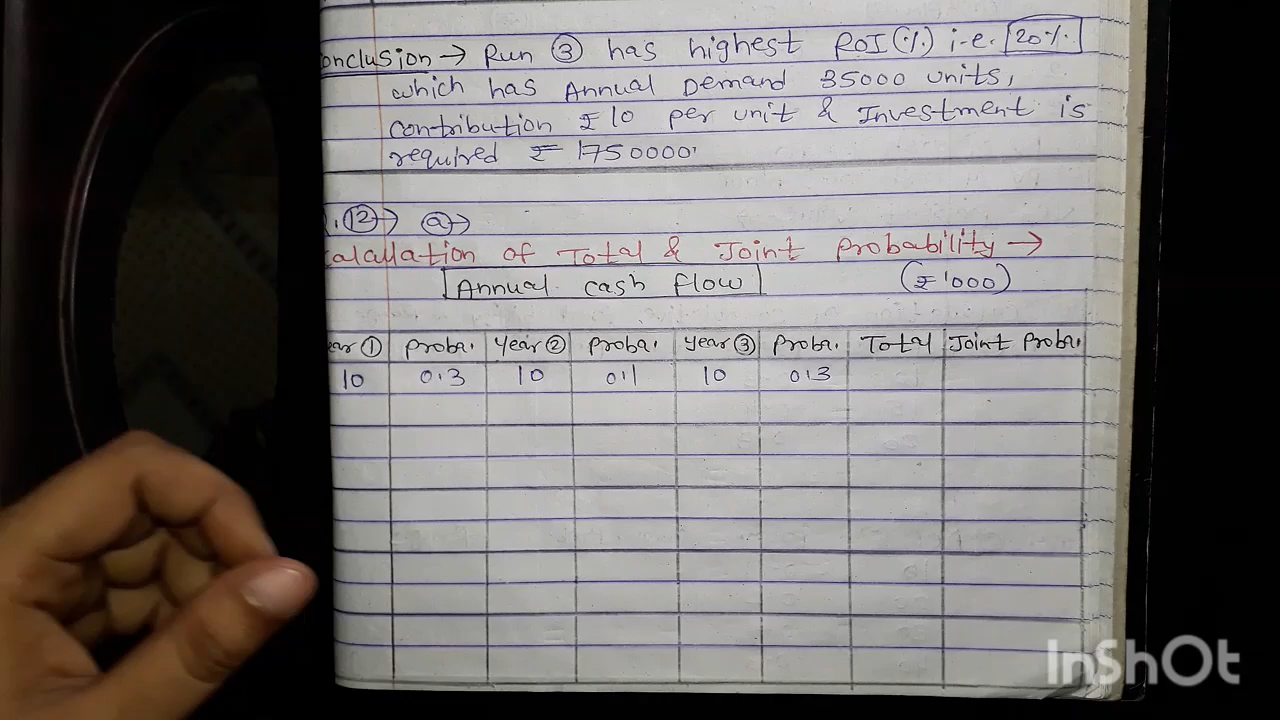 onclusion → Run ③ has highest ROI(%) i.e. 20%.
which has Annual Demand 35000 units,
contribution ₹10 per unit & Investment is
required ₹ 1750000.
. ⑫→ ⓐ→
alculation of Total & Joint Probability →
Annual cash flow (₹'000)
ear ① Proba. Year ② Proba. Year ③ Proba. Total Joint Proba.
10 0.3 10 0.1 10 0.3
InShOt